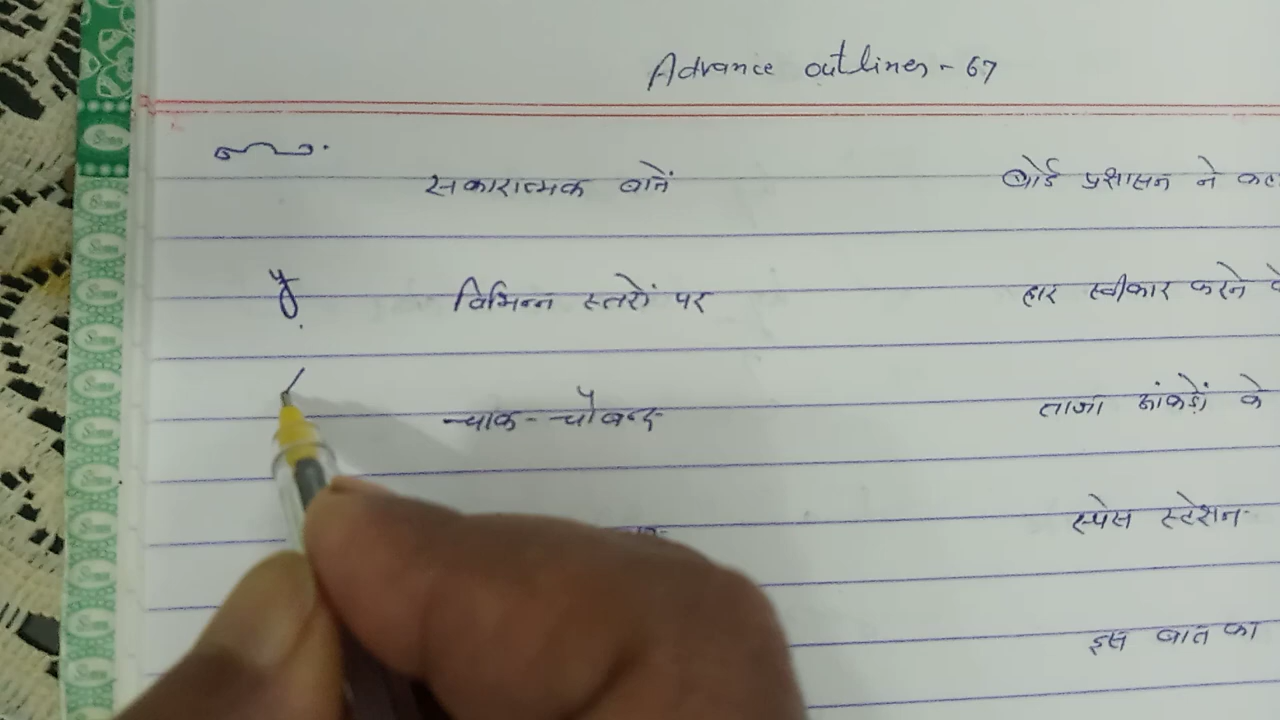 Advance outlines - 67
सकारात्मक बातें
बोर्ड प्रशासन ने
विभिन्न स्तरों पर
हार स्वीकार करने
चाक-चौबन्द
ताजा आंकड़ों के
स्पेस स्टेशन
इस बात का